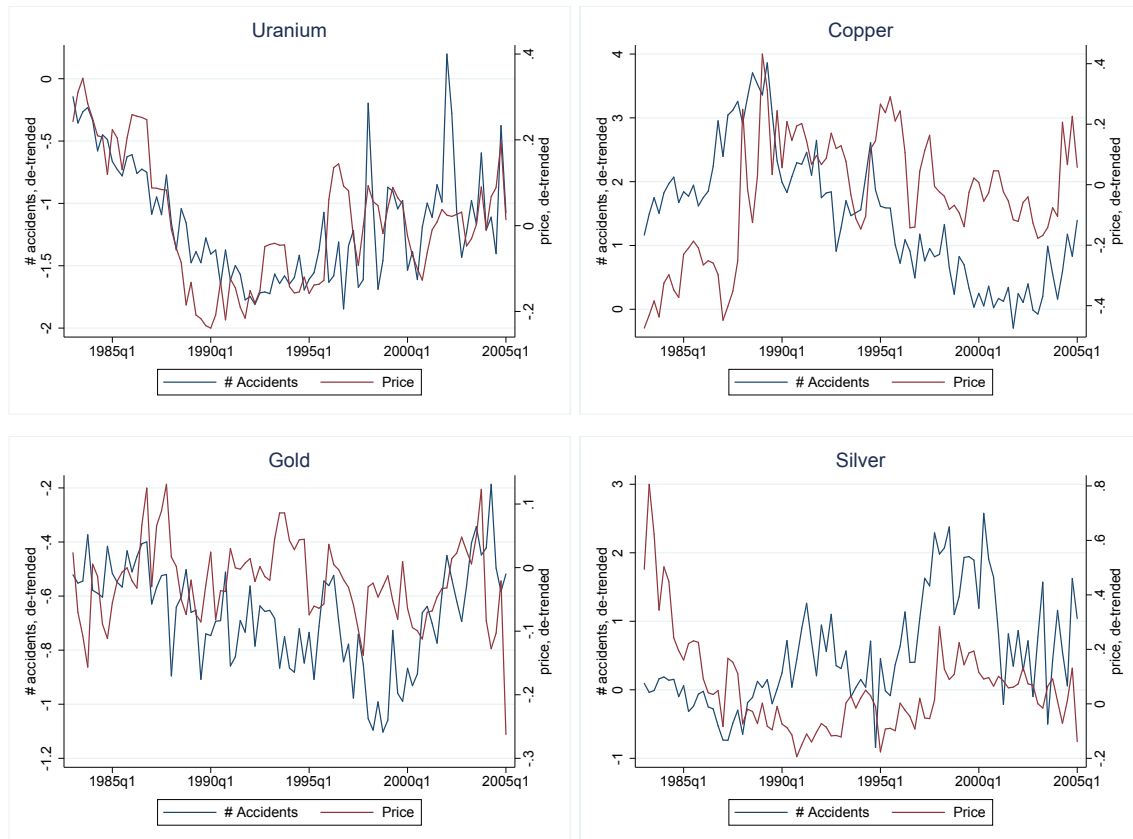 Uranium
# accidents, de-trended
0
-.5
-1
-1.5
-2
.4
.2
0
-.2
price, de-trended
1985q1 1990q1 1995q1 2000q1 2005q1
# Accidents Price
Copper
# accidents, de-trended
4
3
2
1
0
.4
.2
0
-.2
-.4
price, de-trended
1985q1 1990q1 1995q1 2000q1 2005q1
# Accidents Price
Gold
# accidents, de-trended
-.2
-.4
-.6
-.8
-1
-1.2
.1
0
-.1
-.2
-.3
price, de-trended
1985q1 1990q1 1995q1 2000q1 2005q1
# Accidents Price
Silver
# accidents, de-trended
3
2
1
0
-1
.8
.6
.4
.2
0
-.2
price, de-trended
1985q1 1990q1 1995q1 2000q1 2005q1
# Accidents Price